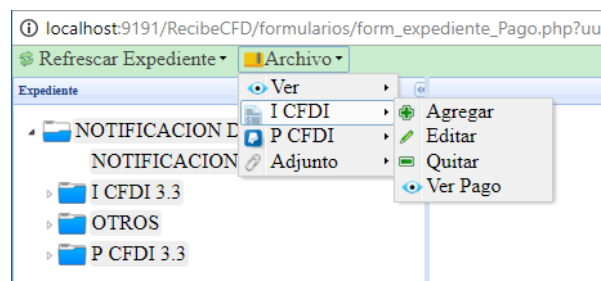 localhost:9191/RecibeCFD/formularios/form_expediente_Pago.php?uu
Refrescar Expediente Archivo
Expediente
Ver
I CFDI
P CFDI
Adjunto
Agregar
Editar
Quitar
Ver Pago
NOTIFICACION D
NOTIFICACION
I CFDI 3.3
OTROS
P CFDI 3.3